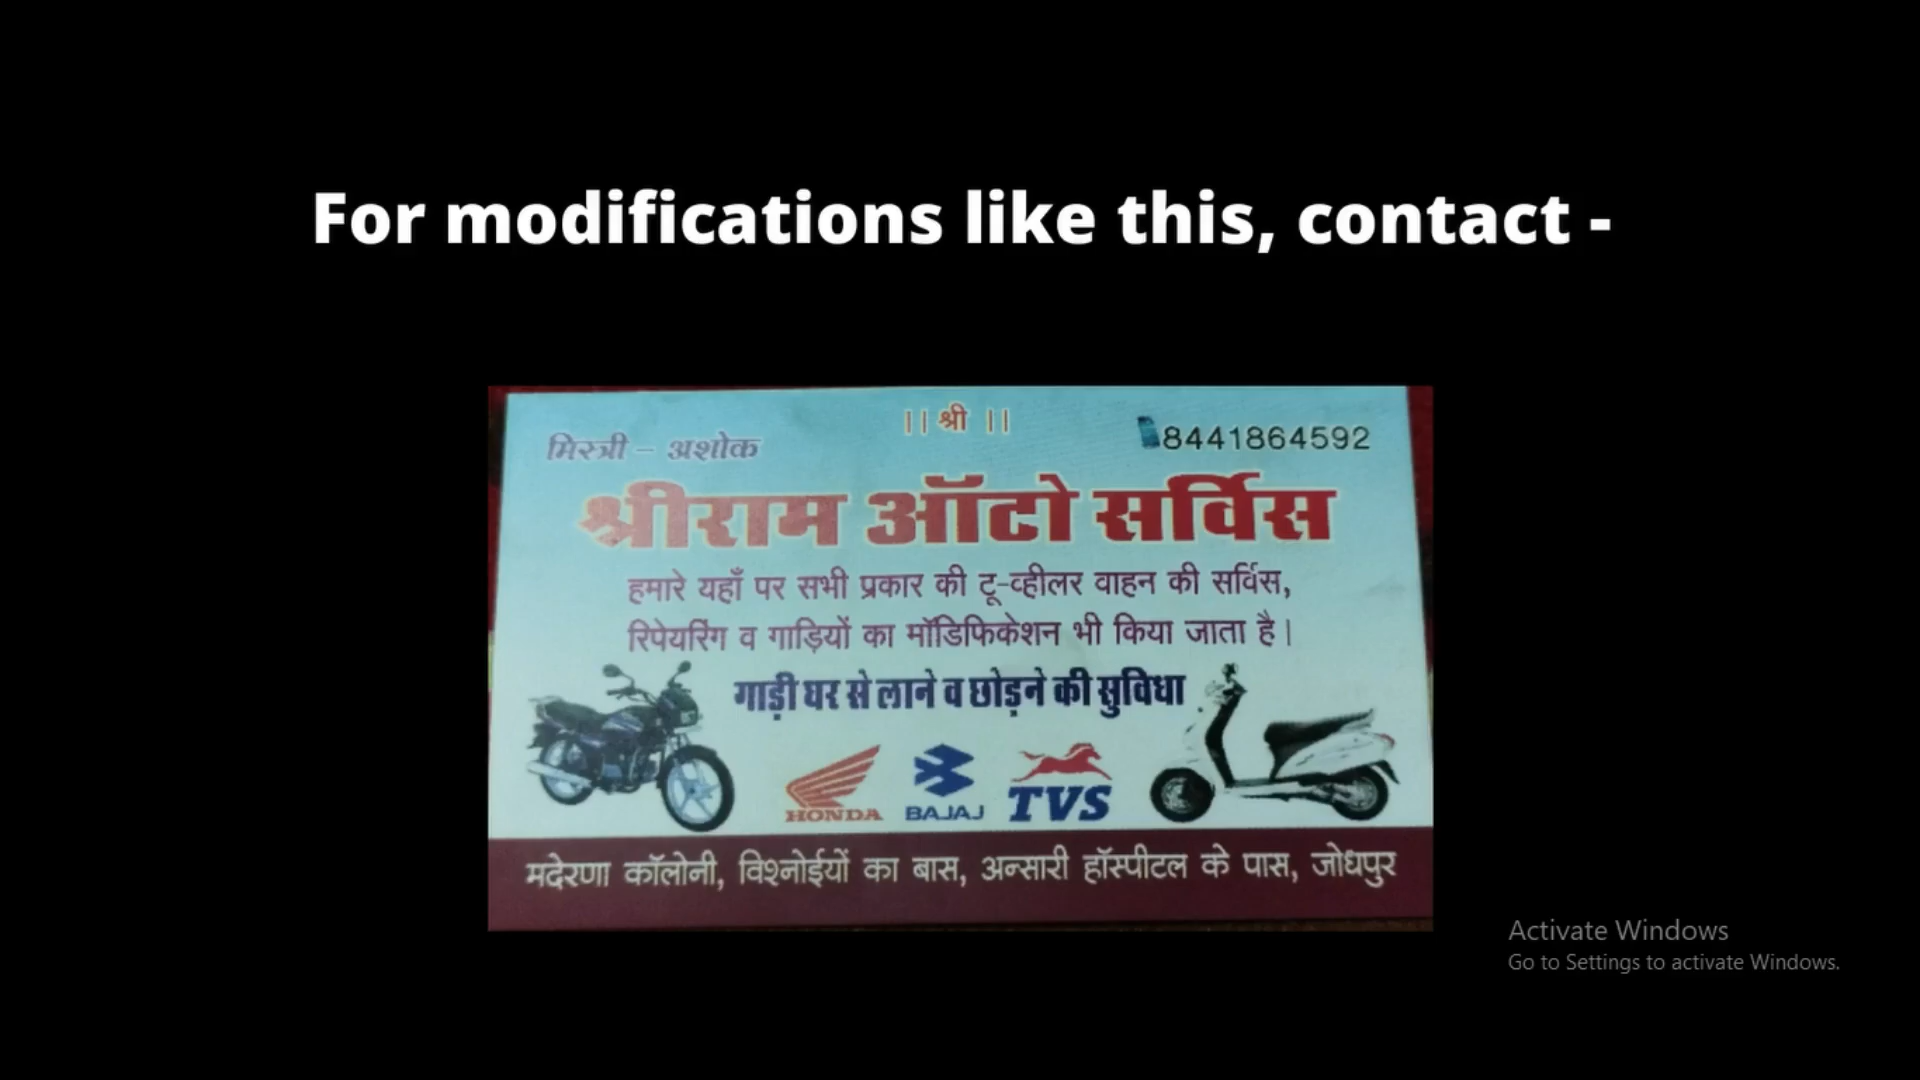 For modifications like this, contact -
|| श्री ||
मिस्त्री – अशोक
8441864592
श्रीराम ऑटो सर्विस
हमारे यहाँ पर सभी प्रकार की टू-व्हीलर वाहन की सर्विस,
रिपेयरिंग व गाड़ियों का मॉडिफिकेशन भी किया जाता है।
गाड़ी घर से लाने व छोड़ने की सुविधा
HONDA BAJAJ TVS
मदेरणा कॉलोनी, विश्नोईयों का बास, अन्सारी हॉस्पीटल के पास, जोधपुर
Activate Windows
Go to Settings to activate Windows.